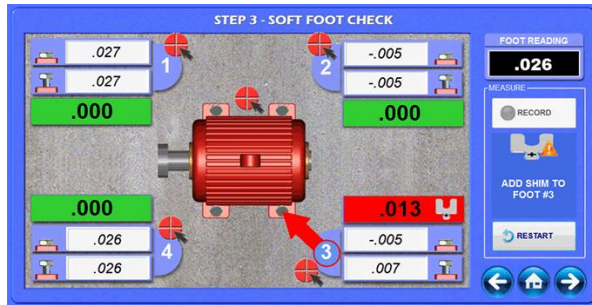 STEP 3 - SOFT FOOT CHECK
.027
.027
.000
1
2
-.005
-.005
.000
FOOT READING
.026
MEASURE
RECORD
ADD SHIM TO
FOOT #3
RESTART
.000
.026
.026
4
3
.013
-.005
.007